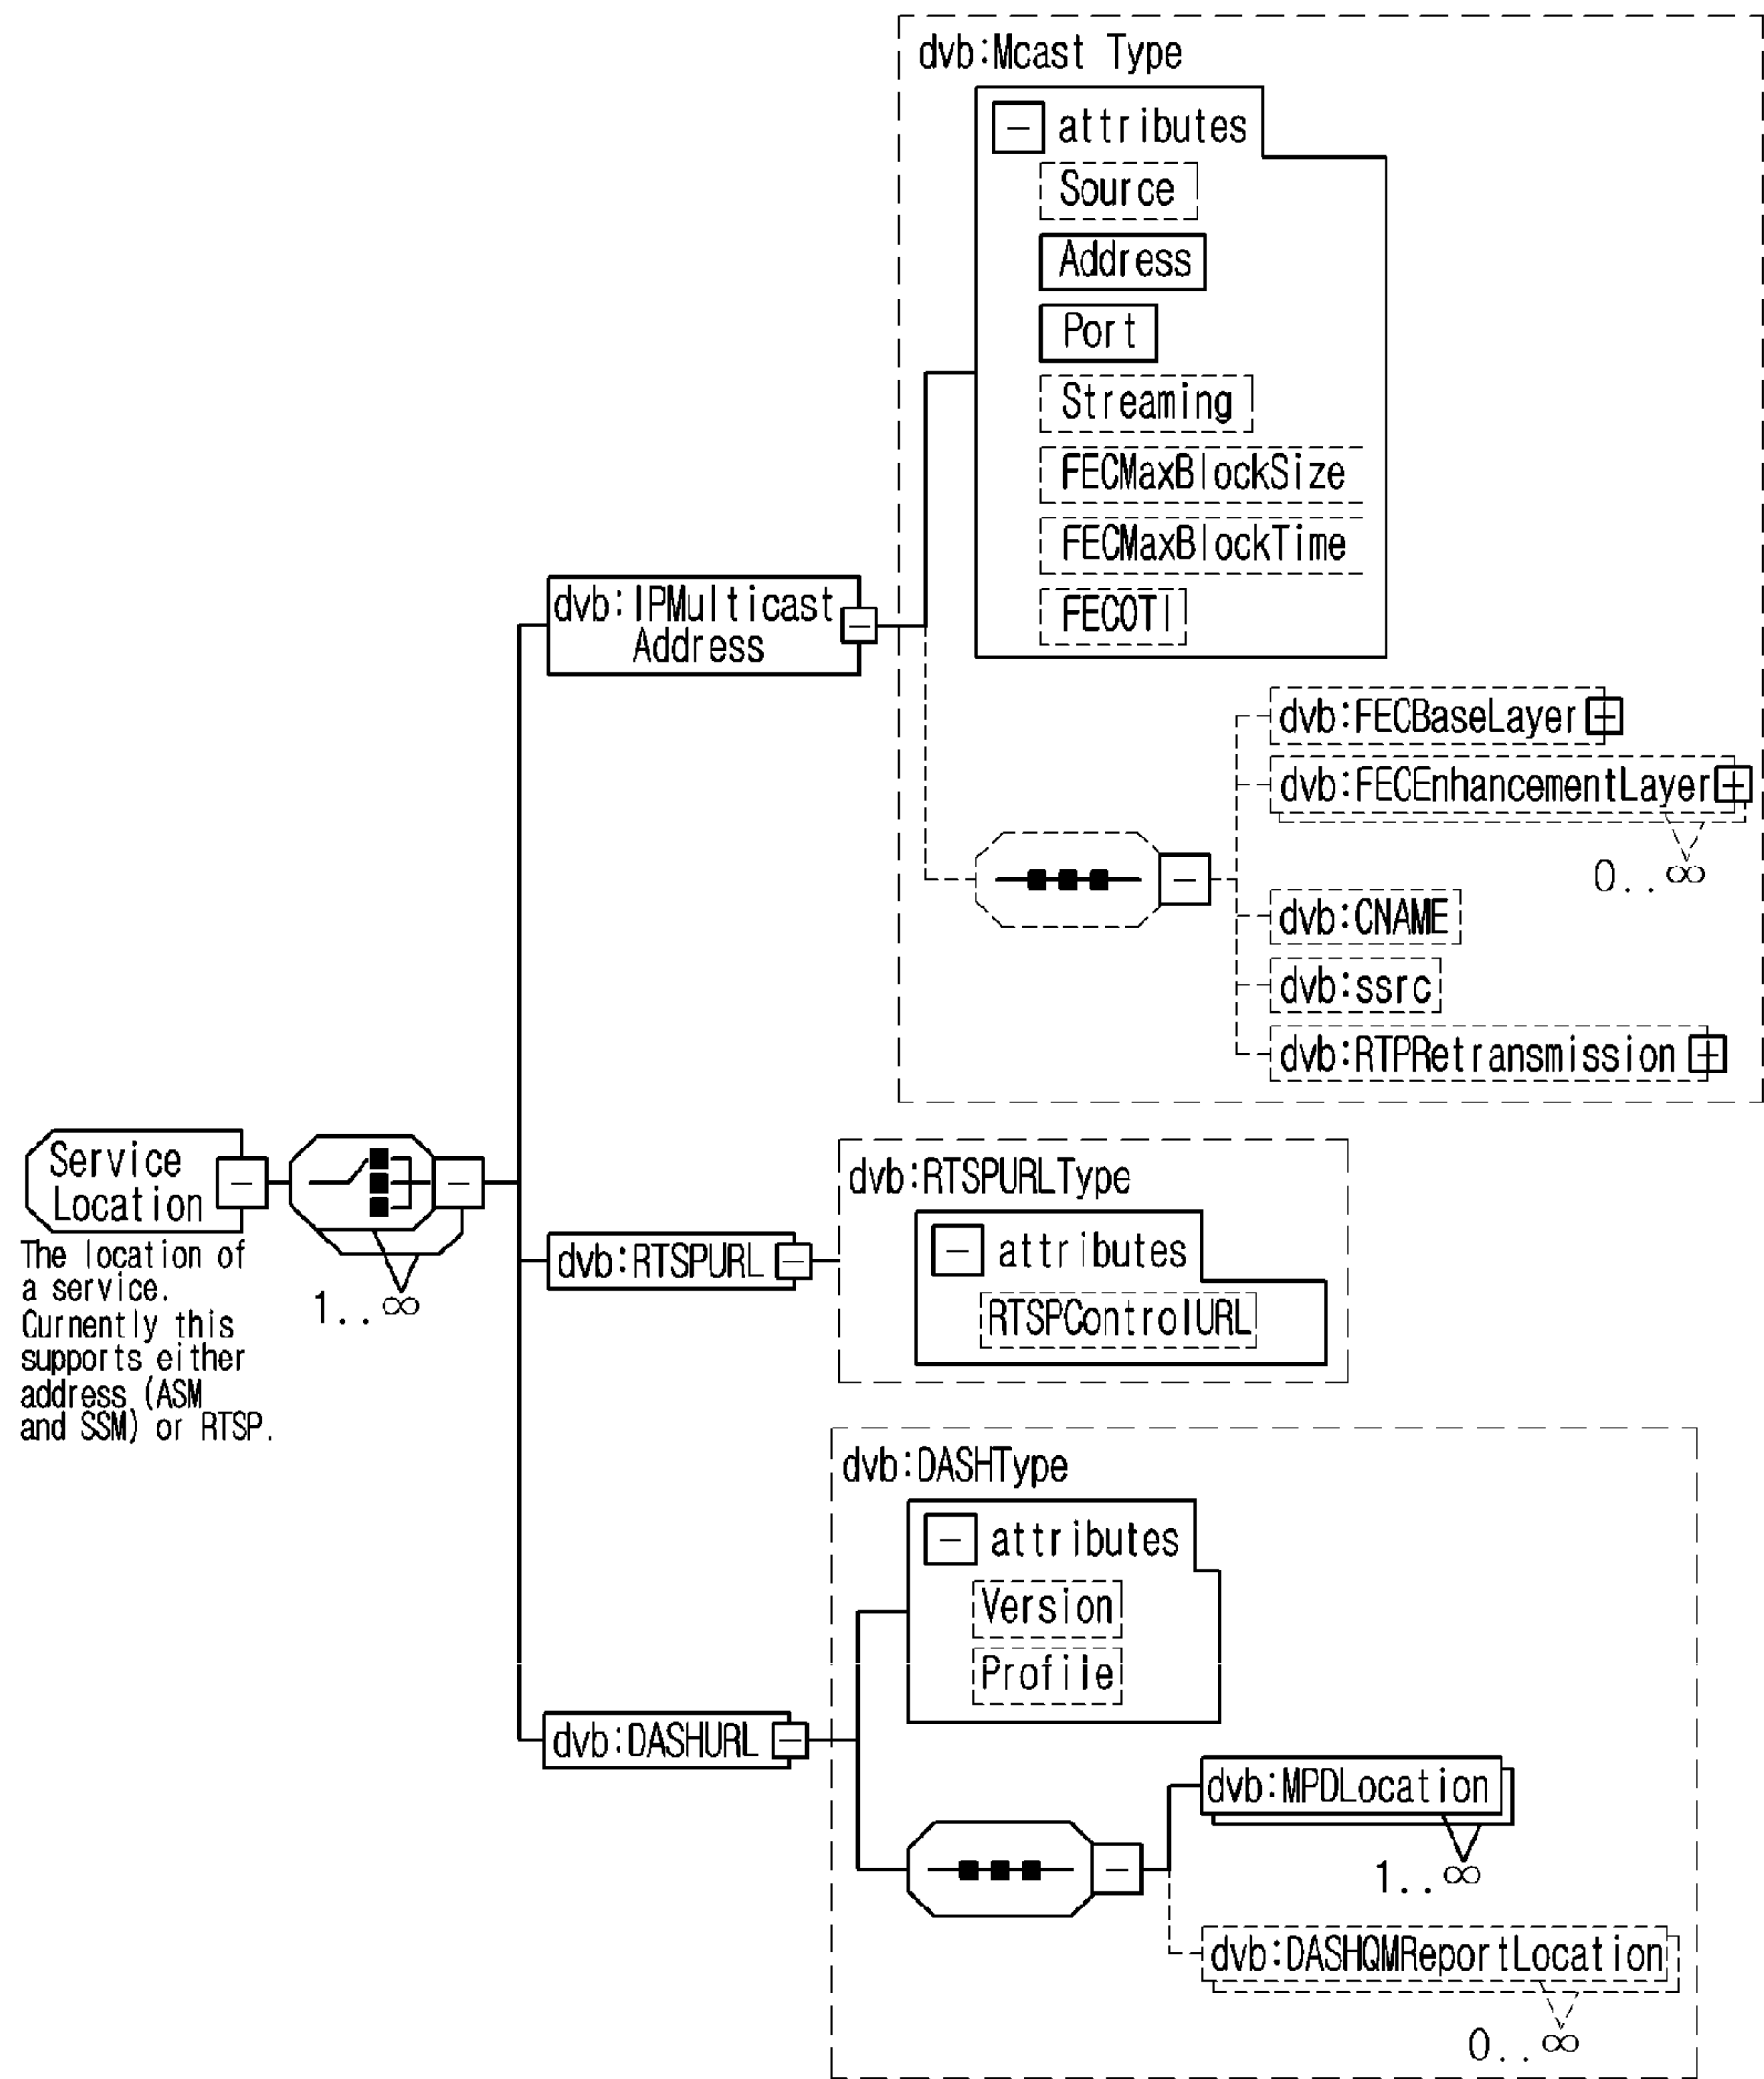 dvb:Mcast Type
attributes
Source
Address
Port
Streaming
FECMaxBlockSize
FECMaxBlockTime
FECOTI
dvb:IPMulticast
Address
dvb:FECBaseLayer
dvb:FECEnhancementLayer
0..∞
dvb:CNAME
dvb:ssrc
dvb:RTPRetransmission
Service
Location
The location of
a service.
Curnently this
supports either
address (ASM
and SSM) or RTSP.
1..∞
dvb:RTSPURLType
attributes
RTSPControlURL
dvb:RTSPURL
dvb:DASHType
attributes
Version
Profile
dvb:DASHURL
dvb:MPDLocation
1..∞
dvb:DASHQMReportLocation
0..∞